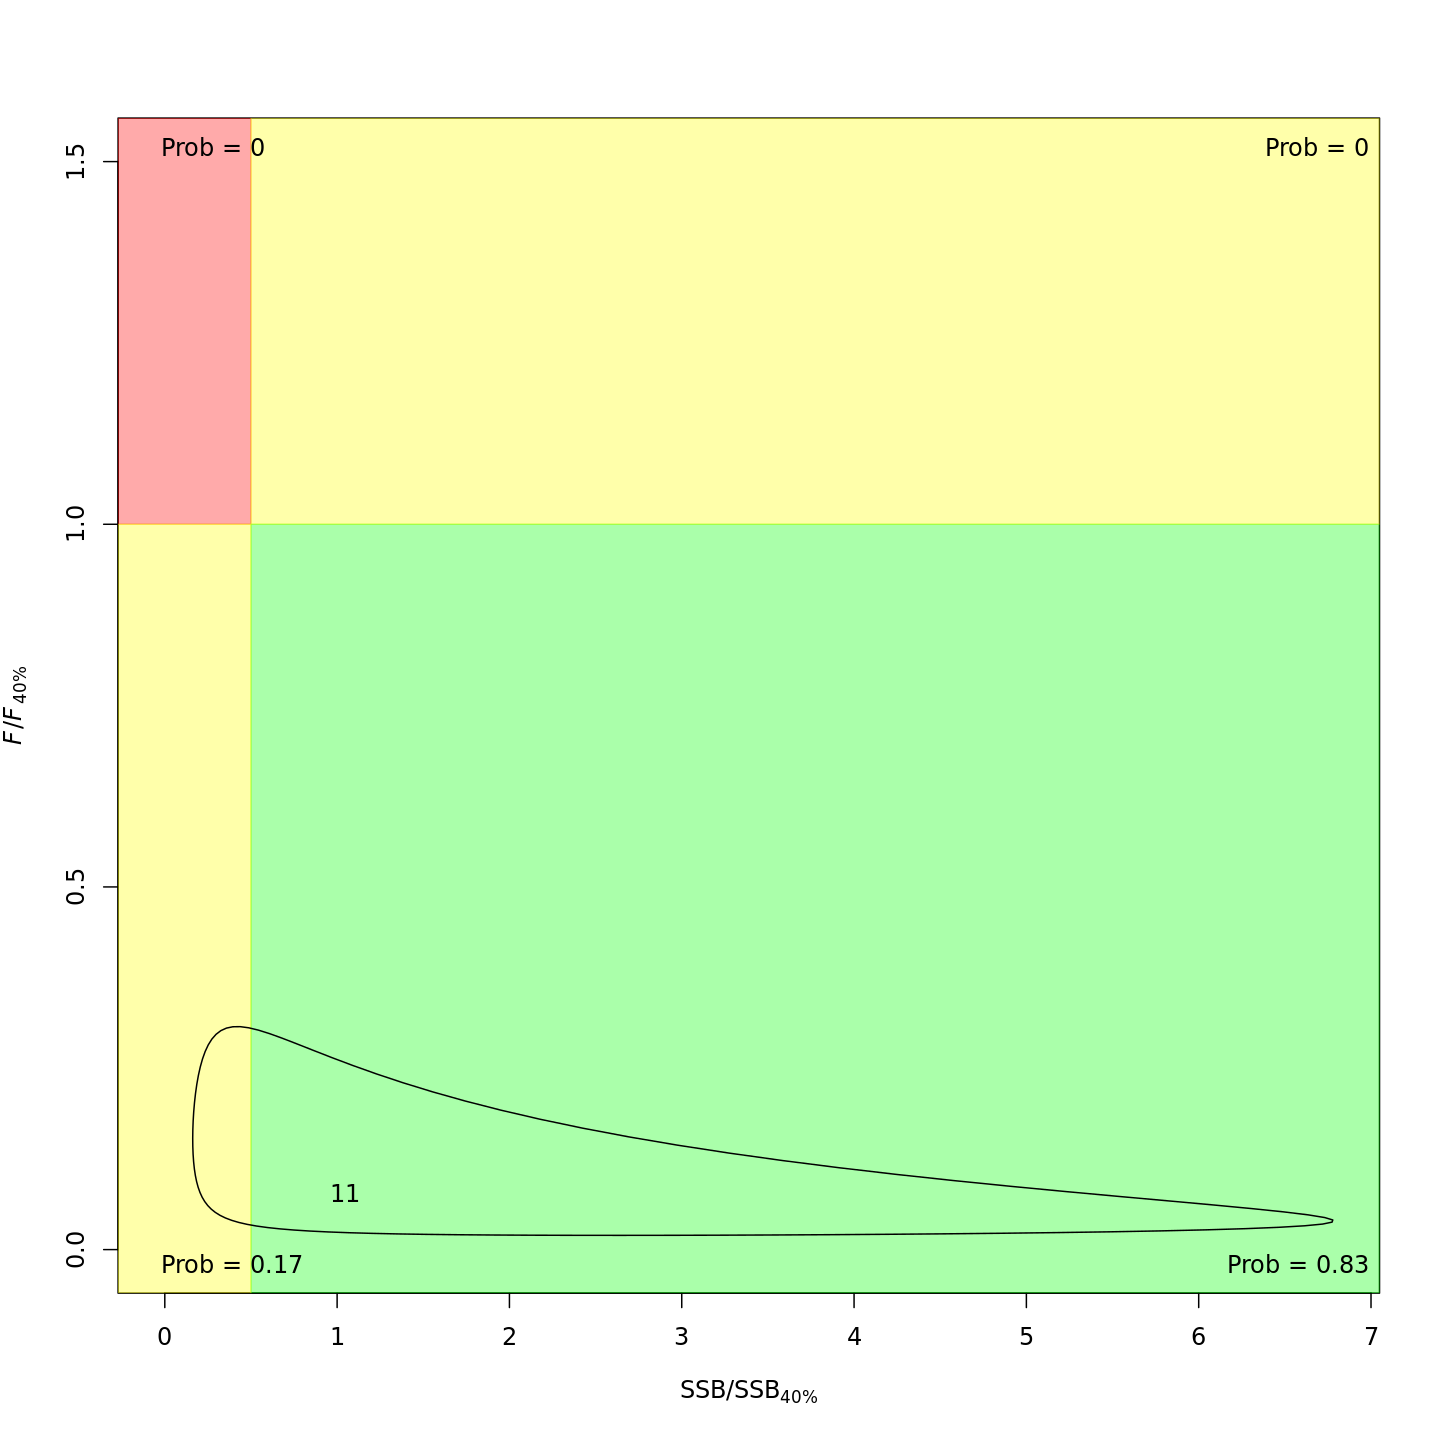 Prob = 0
Prob = 0
1.5
1.0
0.5
0.0
F/F40%
11
Prob = 0.17
Prob = 0.83
0 1 2 3 4 5 6 7
SSB/SSB40%